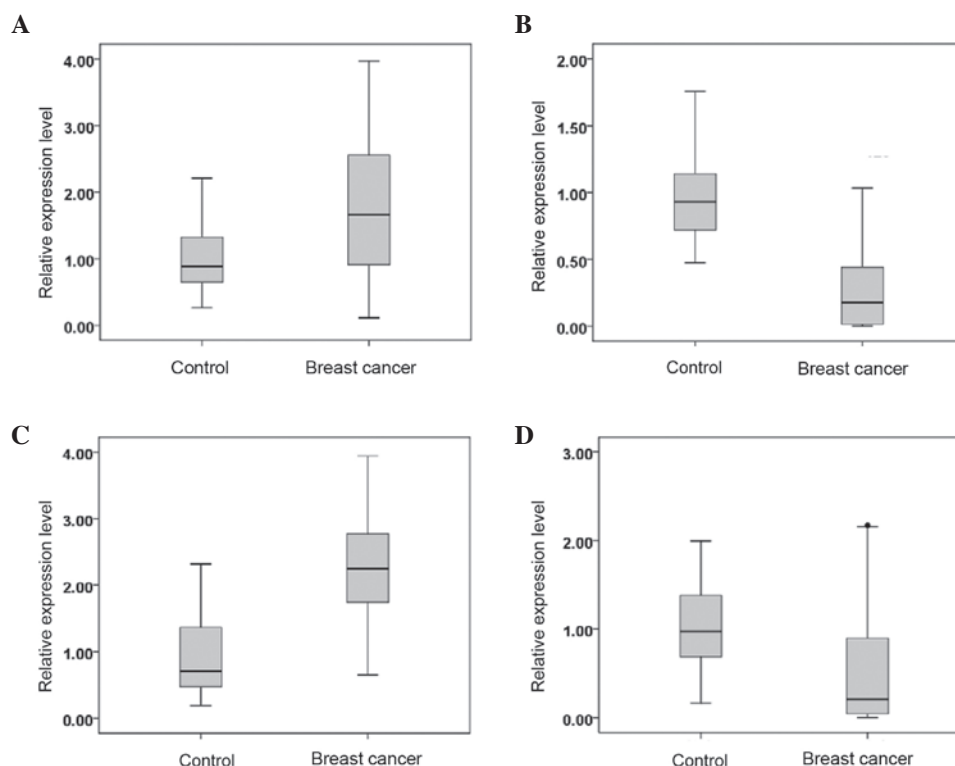 A
Relative expression level
4.00
3.00
2.00
1.00
0.00
Control
Breast cancer
B
Relative expression level
2.00
1.50
1.00
0.50
0.00
Control
Breast cancer
C
Relative expression level
4.00
3.00
2.00
1.00
0.00
Control
Breast cancer
D
Relative expression level
3.00
2.00
1.00
0.00
Control
Breast cancer